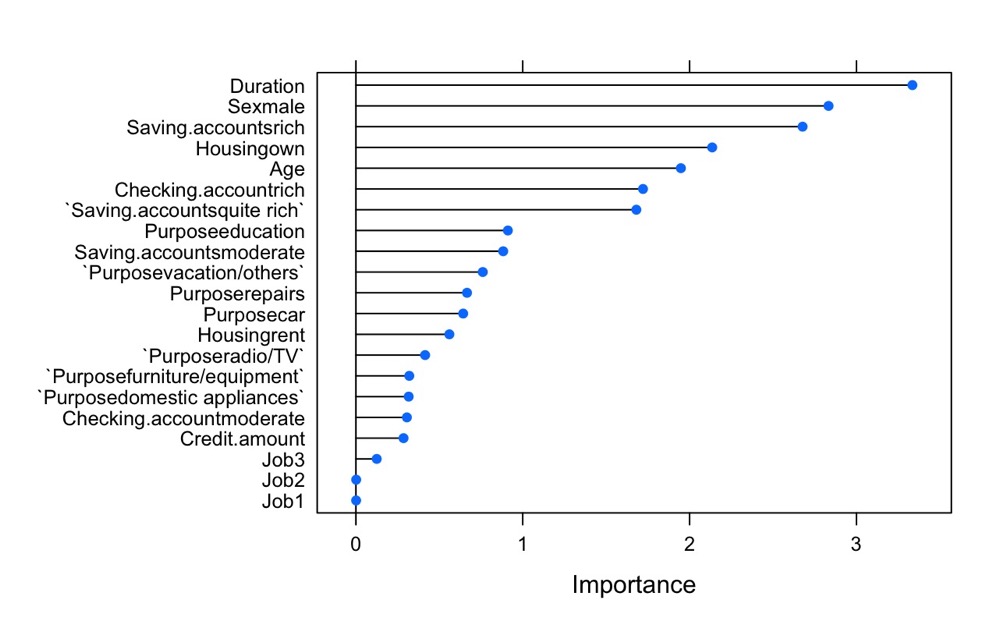 Duration
Sexmale
Saving.accountsrich
Housingown
Age
Checking.accountrich
`Saving.accountsquite rich`
Purposeeducation
Saving.accountsmoderate
`Purposevacation/others`
Purposerepairs
Purposecar
Housingrent
`Purposeradio/TV`
`Purposefurniture/equipment`
`Purposedomestic appliances`
Checking.accountmoderate
Credit.amount
Job3
Job2
Job1
0 1 2 3
Importance